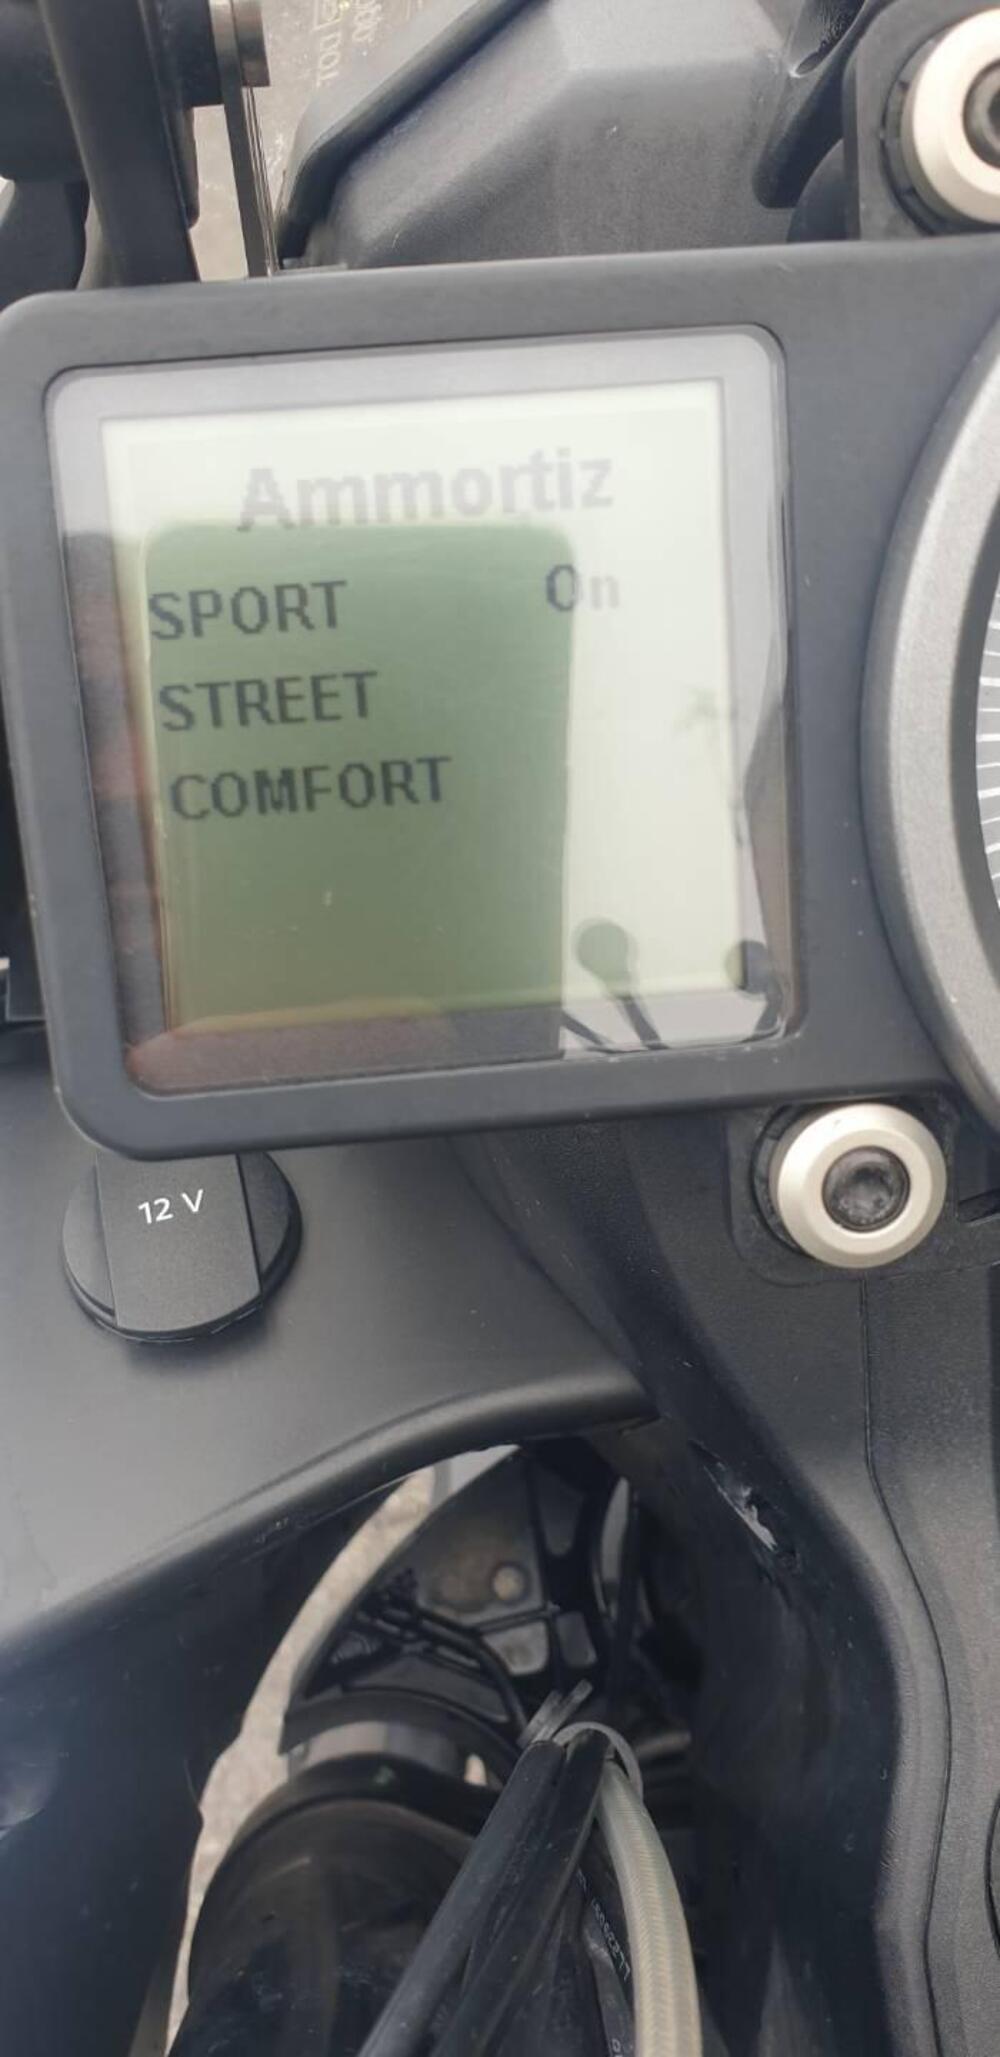 Ammortiz
SPORT On
STREET
COMFORT
12 V